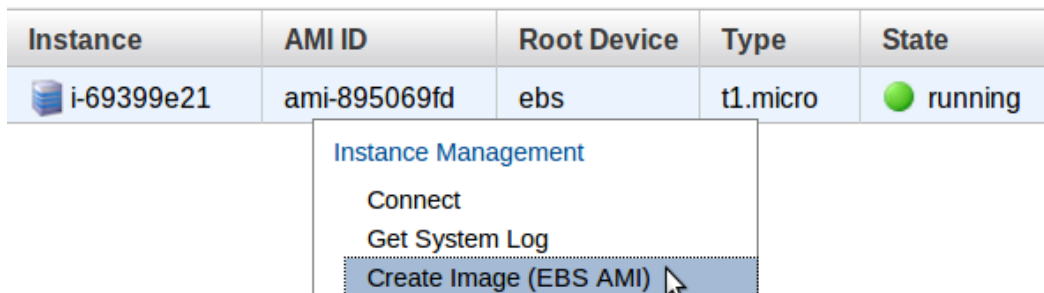 Instance AMI ID Root Device Type State
i-69399e21 ami-895069fd ebs t1.micro running
Instance Management
Connect
Get System Log
Create Image (EBS AMI)